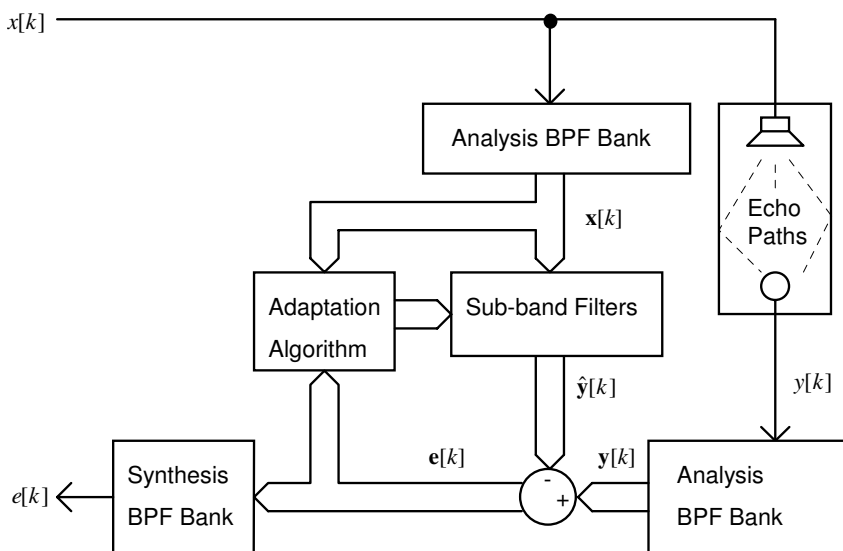 x[k]
Analysis BPF Bank
Echo
Paths
x[k]
Adaptation
Algorithm
Sub-band Filters
ŷ[k]
y[k]
e[k]
y[k]
Synthesis
BPF Bank
-
+
Analysis
BPF Bank
e[k]